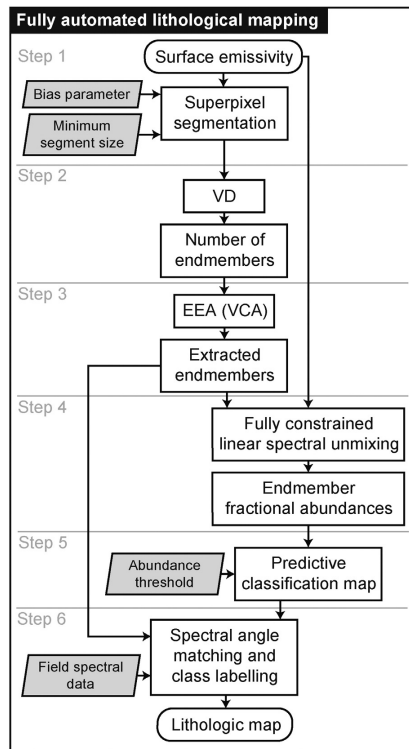 Fully automated lithological mapping
Step 1
Surface emissivity
Bias parameter
Superpixel
segmentation
Minimum
segment size
Step 2
VD
Number of
endmembers
Step 3
EEA (VCA)
Extracted
endmembers
Step 4
Fully constrained
linear spectral unmixing
Endmember
fractional abundances
Step 5
Abundance
threshold
Predictive
classification map
Step 6
Spectral angle
matching and
class labelling
Field spectral
data
Lithologic map